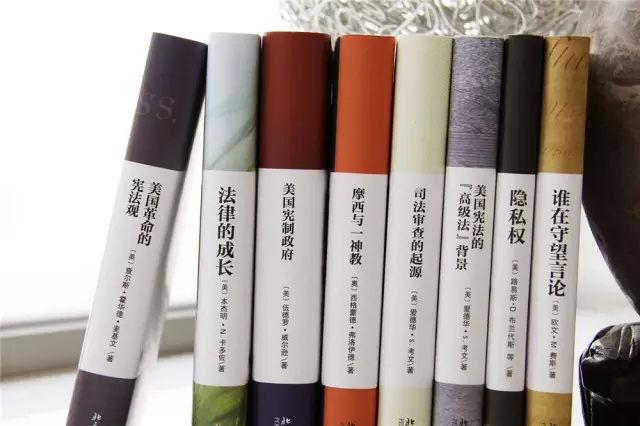 SS.
美国革命的
宪法观
〔美〕查尔斯·霍华德·麦基文/著
法律的成长
〔美〕本杰明·N·卡多佐/著
美国宪制政府
〔美〕伍德罗·威尔逊/著
摩西与一神教
〔奥〕西格蒙德·弗洛伊德/著
司法审查的起源
〔美〕爱德华·S·考文/著
美国宪法的
“高级法”背景
〔美〕爱德华·S·考文/著
隐私权
〔美〕路易斯·D·布兰代斯 等/著
谁在守望言论
〔美〕欧文·M·费斯/著